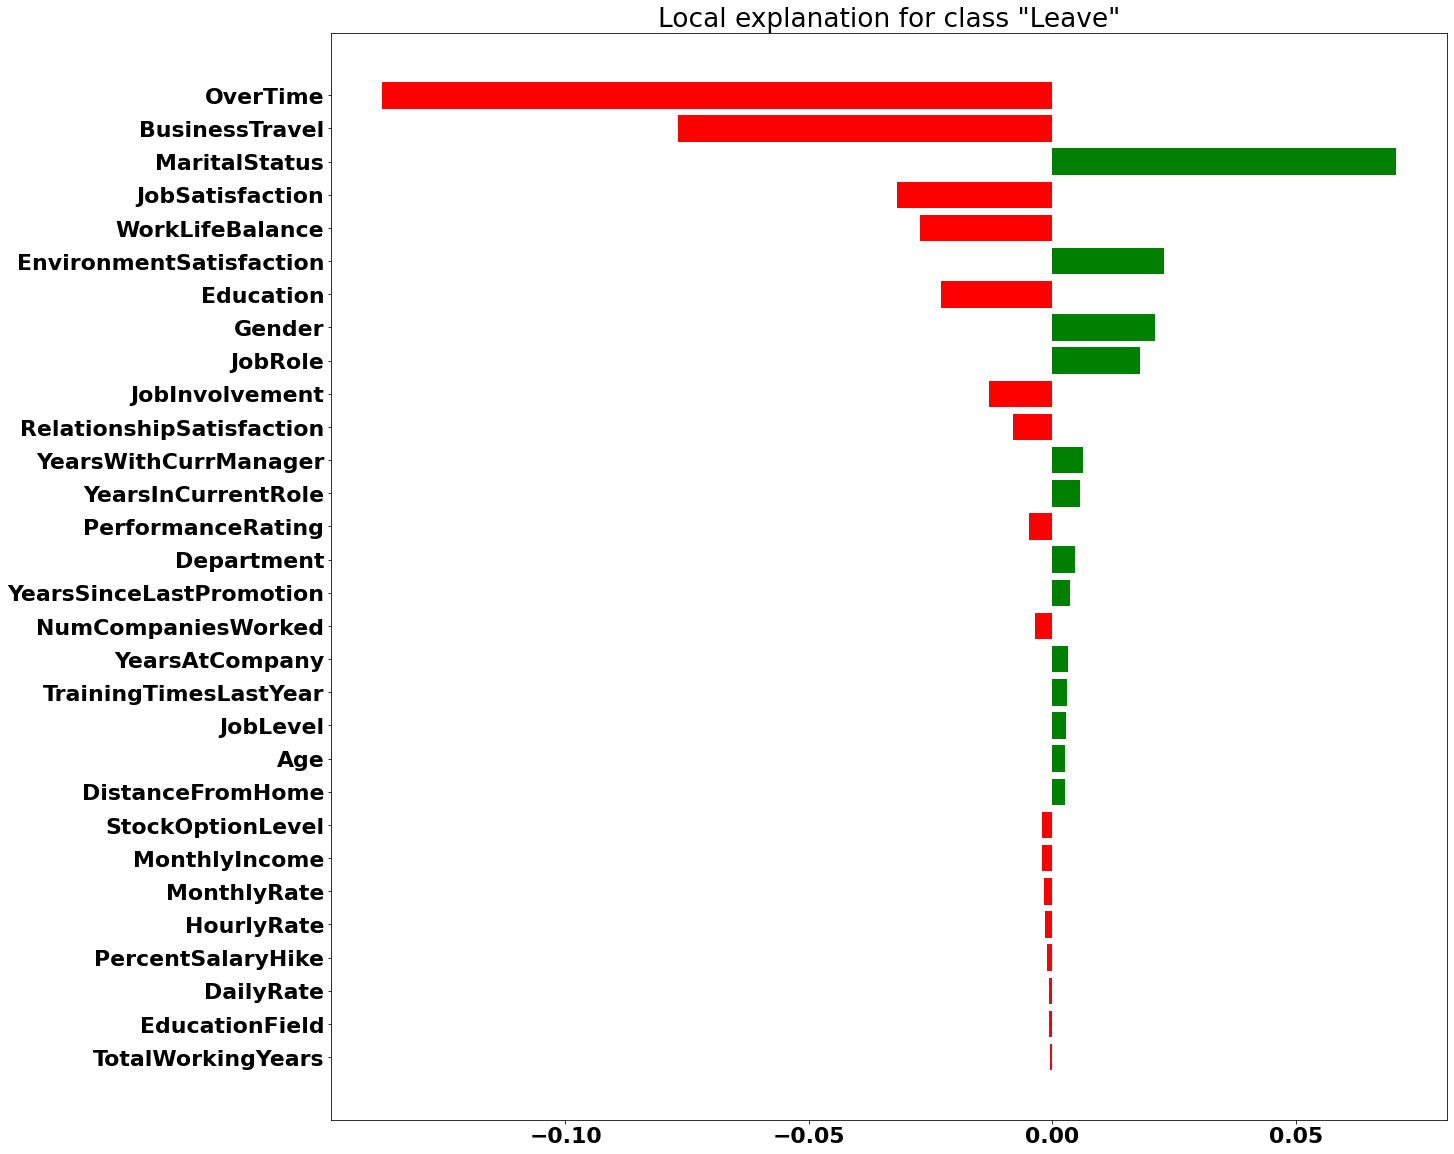 Local explanation for class "Leave"
OverTime
BusinessTravel
MaritalStatus
JobSatisfaction
WorkLifeBalance
EnvironmentSatisfaction
Education
Gender
JobRole
JobInvolvement
RelationshipSatisfaction
YearsWithCurrManager
YearsInCurrentRole
PerformanceRating
Department
YearsSinceLastPromotion
NumCompaniesWorked
YearsAtCompany
TrainingTimesLastYear
JobLevel
Age
DistanceFromHome
StockOptionLevel
MonthlyIncome
MonthlyRate
HourlyRate
PercentSalaryHike
DailyRate
EducationField
TotalWorkingYears
−0.10 −0.05 0.00 0.05